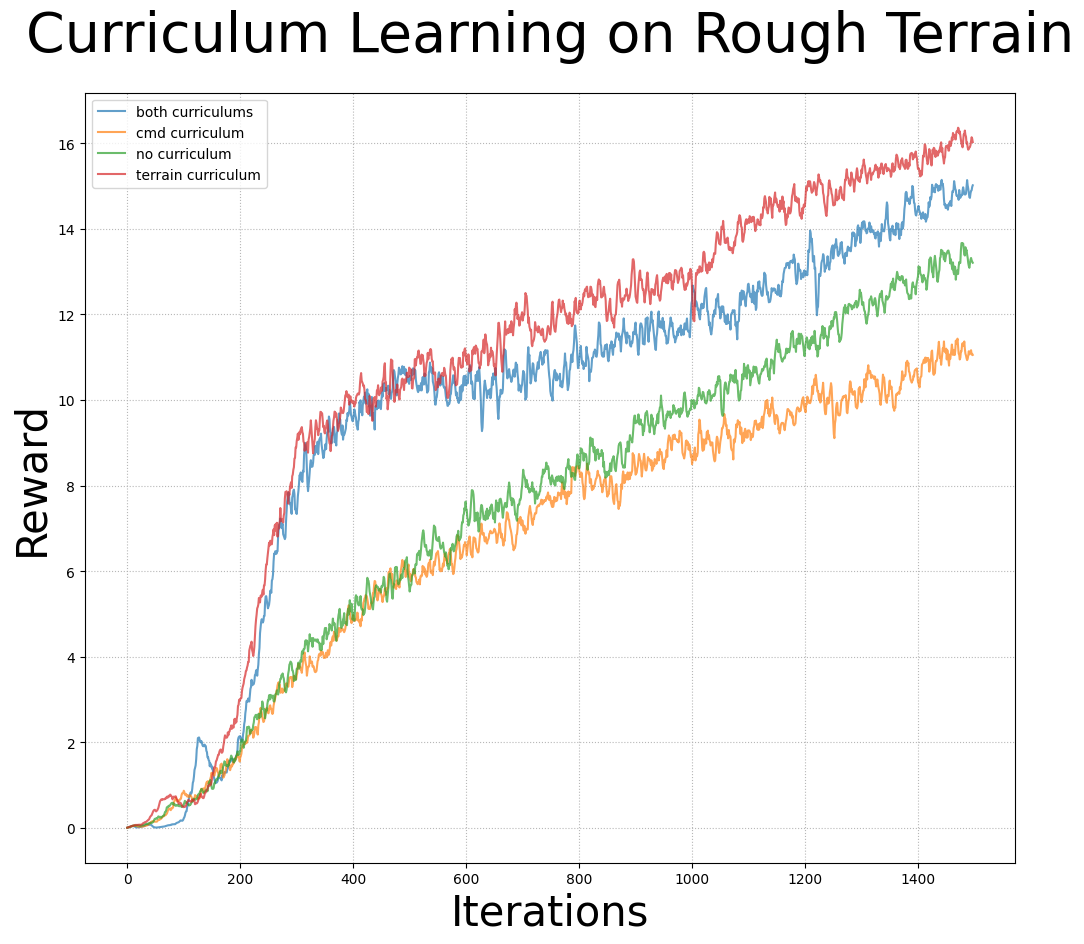 Curriculum Learning on Rough Terrain
both curriculums
cmd curriculum
no curriculum
terrain curriculum
Reward
16
14
12
10
8
6
4
2
0
0 200 400 600 800 1000 1200 1400
Iterations